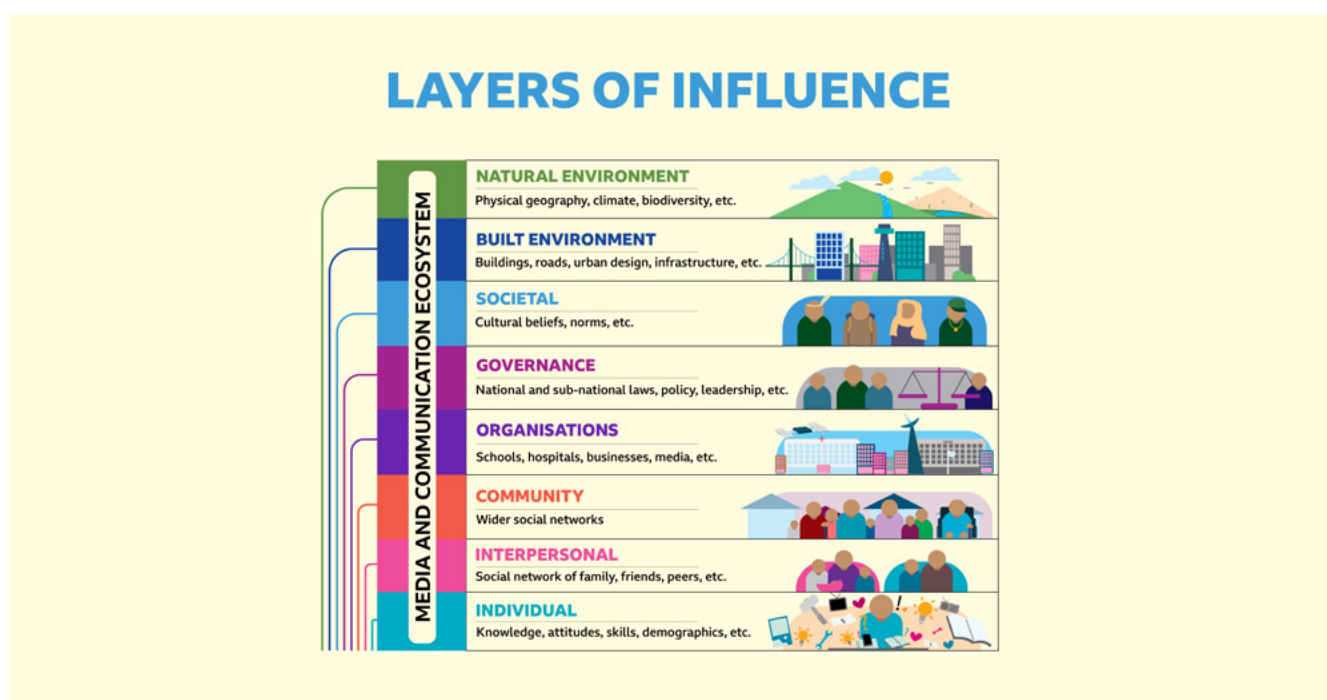 LAYERS OF INFLUENCE
MEDIA AND COMMUNICATION ECOSYSTEM
NATURAL ENVIRONMENT
Physical geography, climate, biodiversity, etc.
BUILT ENVIRONMENT
Buildings, roads, urban design, infrastructure, etc.
SOCIETAL
Cultural beliefs, norms, etc.
GOVERNANCE
National and sub-national laws, policy, leadership, etc.
ORGANISATIONS
Schools, hospitals, businesses, media, etc.
COMMUNITY
Wider social networks
INTERPERSONAL
Social network of family, friends, peers, etc.
INDIVIDUAL
Knowledge, attitudes, skills, demographics, etc.